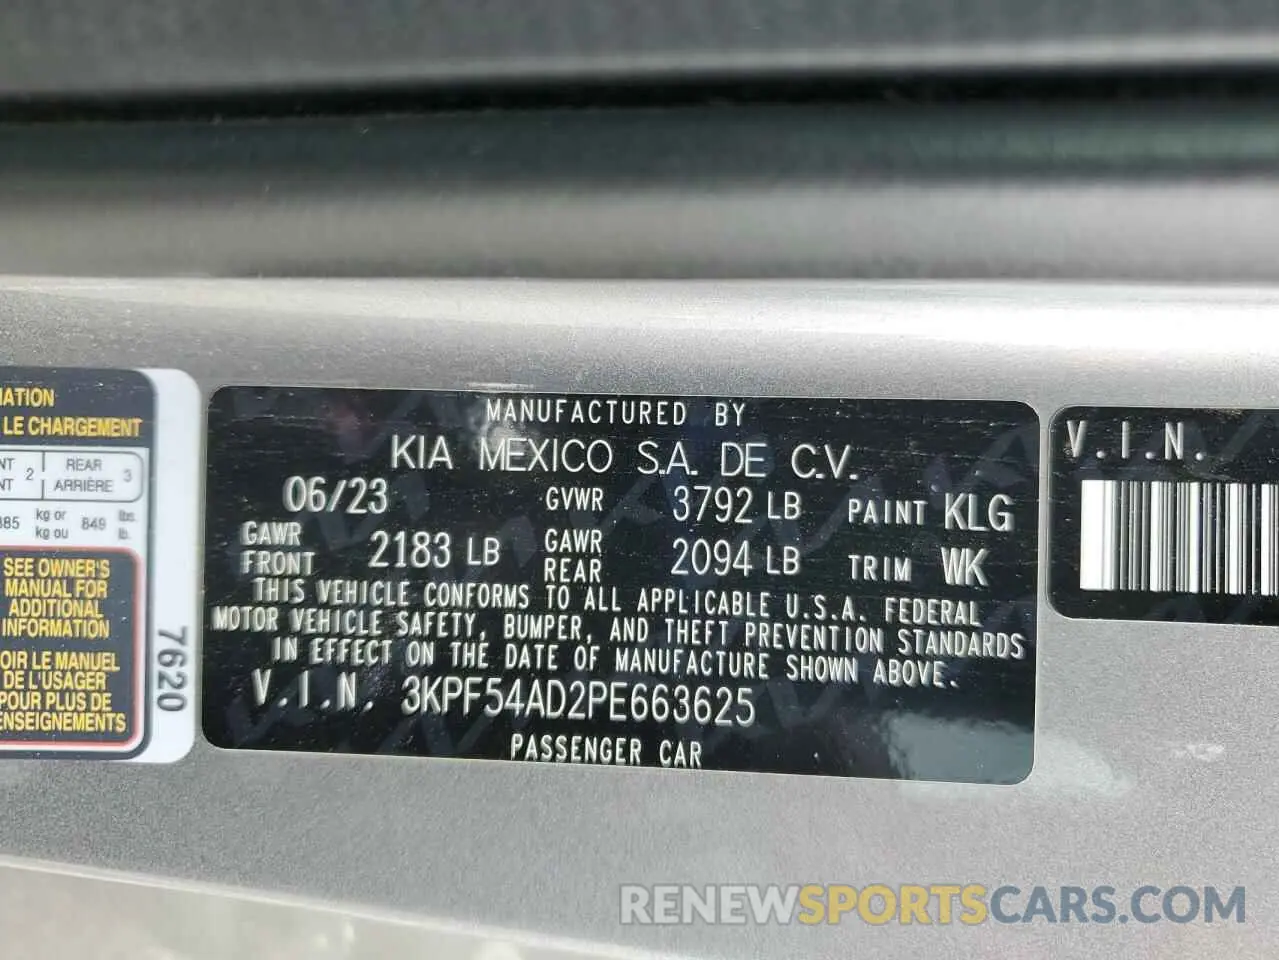 MANUFACTURED BY
KIA MEXICO S.A. DE C.V.
06/23 GVWR 3792 LB PAINT KLG
GAWR FRONT 2183 LB GAWR REAR 2094 LB TRIM WK
THIS VEHICLE CONFORMS TO ALL APPLICABLE U.S.A. FEDERAL
MOTOR VEHICLE SAFETY, BUMPER, AND THEFT PREVENTION STANDARDS
IN EFFECT ON THE DATE OF MANUFACTURE SHOWN ABOVE.
V.I.N. 3KPF54AD2PE663625
PASSENGER CAR
LE CHARGEMENT
2 REAR 3
ARRIÈRE
kg or 849 lbs.
kg ou lb.
SEE OWNER'S
MANUAL FOR
ADDITIONAL
INFORMATION
LE MANUEL
DE L'USAGER
POUR PLUS DE
7620
V.I.N.
RENEWSPORTSCARS.COM